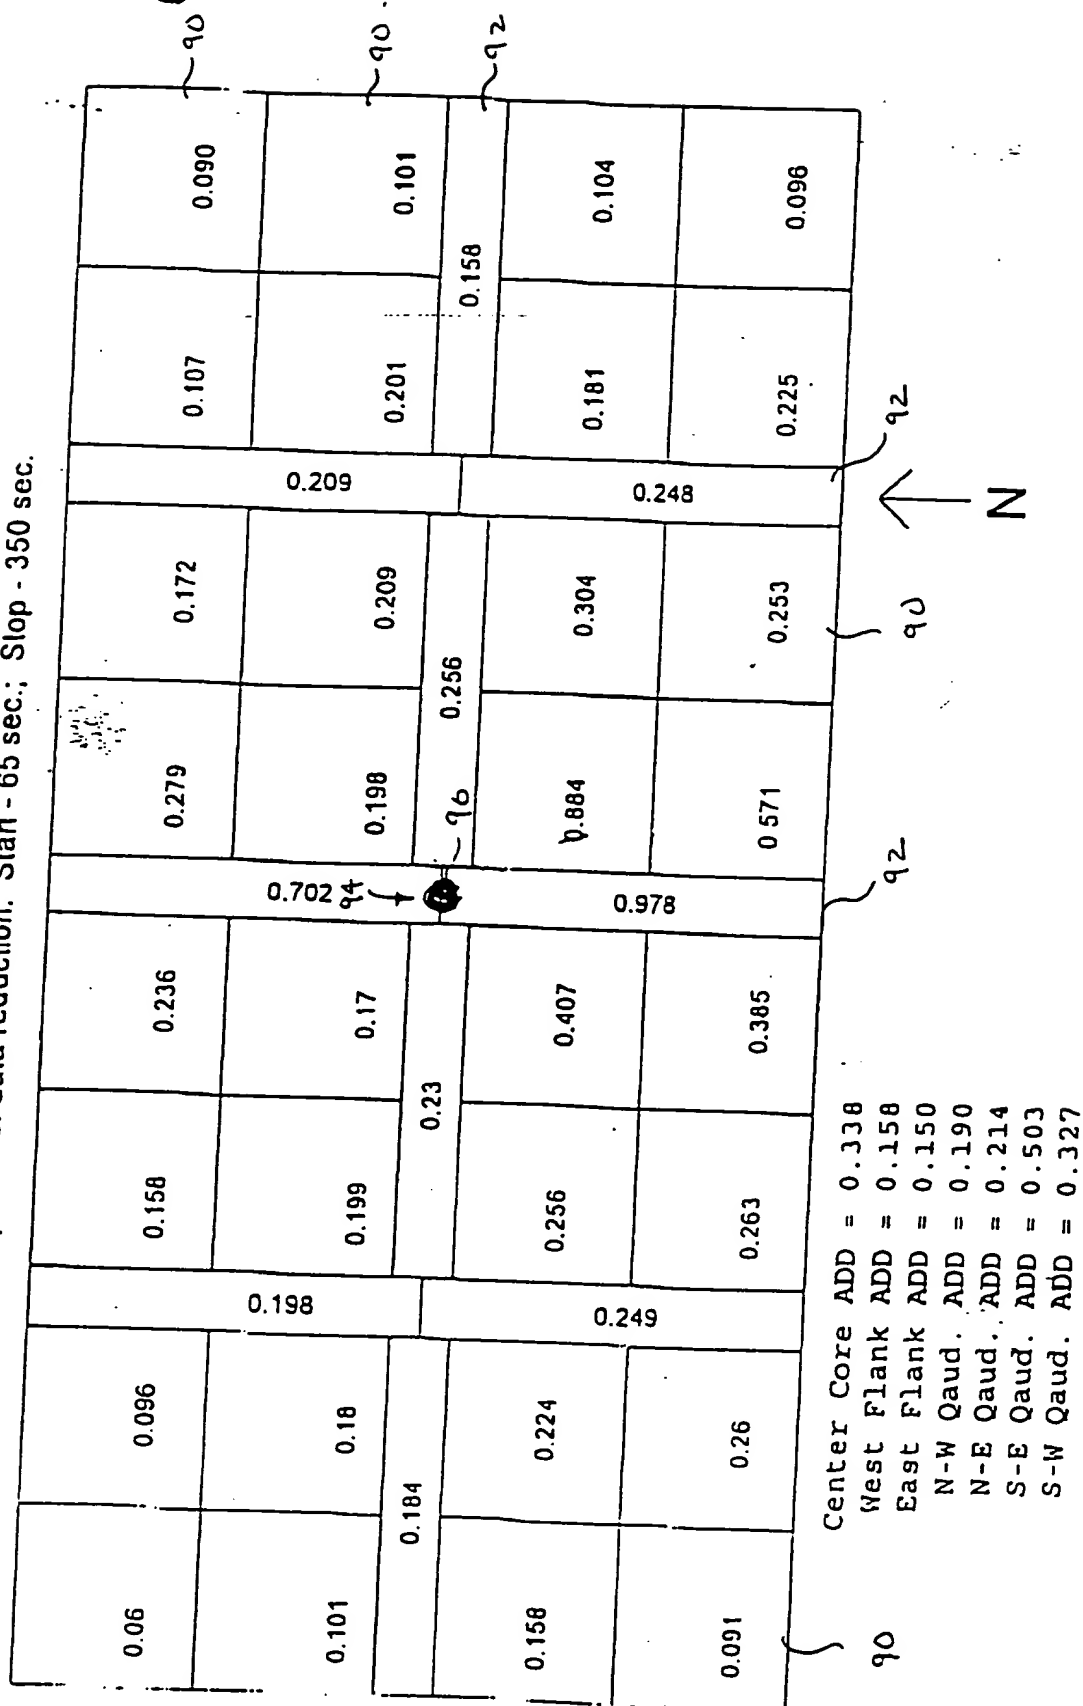 data reduction. Start - 65 sec.; Stop - 350 sec.
0.06 0.096 0.158 0.236 0.279 0.172 0.107 0.090 90
0.198 0.702 0.209
94
0.101 0.18 0.199 0.17 0.198 0.209 0.201 0.101 90
0.184 0.23 96 0.256 0.158 92
0.158 0.224 0.256 0.407 0.884 0.304 0.181 0.104
0.249 0.978 0.248
0.091 0.26 0.263 0.385 0 571 0.253 0.225 0.096
90 92 90 92
N
Center Core ADD = 0.338
West Flank ADD = 0.158
East Flank ADD = 0.150
N-W Qaud. ADD = 0.190
N-E Qaud. ADD = 0.214
S-E Qaud. ADD = 0.503
S-W Qaud. ADD = 0.327